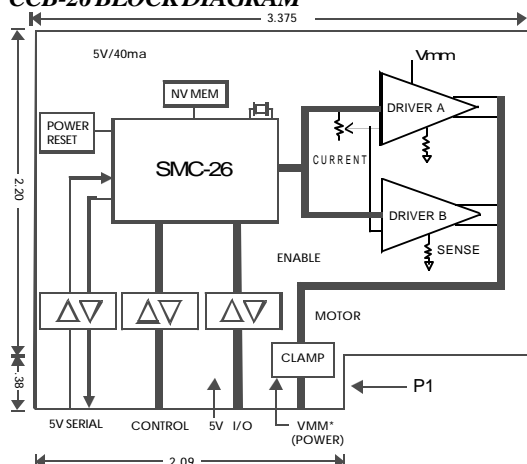 CCB-26 BLOCK DIAGRAM
3.375
5V/40ma
Vmm
NV MEM
DRIVER A
POWER
RESET
CURRENT
SMC-26
2.20
DRIVER B
SENSE
ENABLE
MOTOR
CLAMP
.38
P1
5V SERIAL
CONTROL
5V
I/O
VMM*
(POWER)
2.09